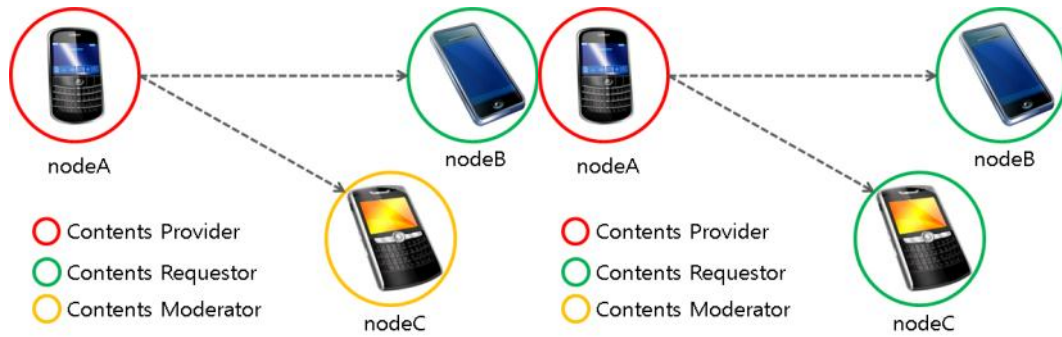 nodeA
nodeB
Contents Provider
Contents Requestor
Contents Moderator
nodeC
nodeA
nodeB
Contents Provider
Contents Requestor
Contents Moderator
nodeC